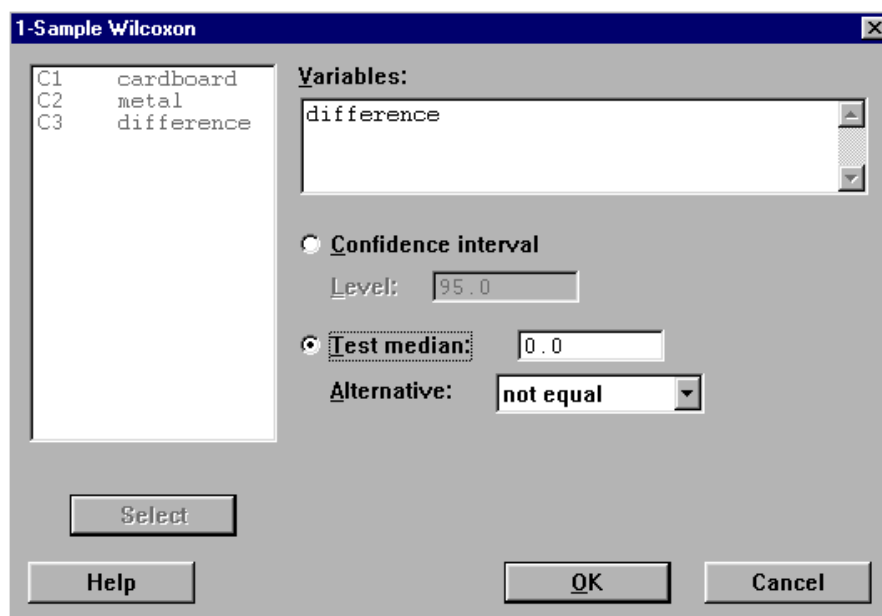 1-Sample Wilcoxon
C1 cardboard
C2 metal
C3 difference
Variables:
difference
Confidence interval
Level: 95.0
Test median: 0.0
Alternative: not equal
Select
Help OK Cancel